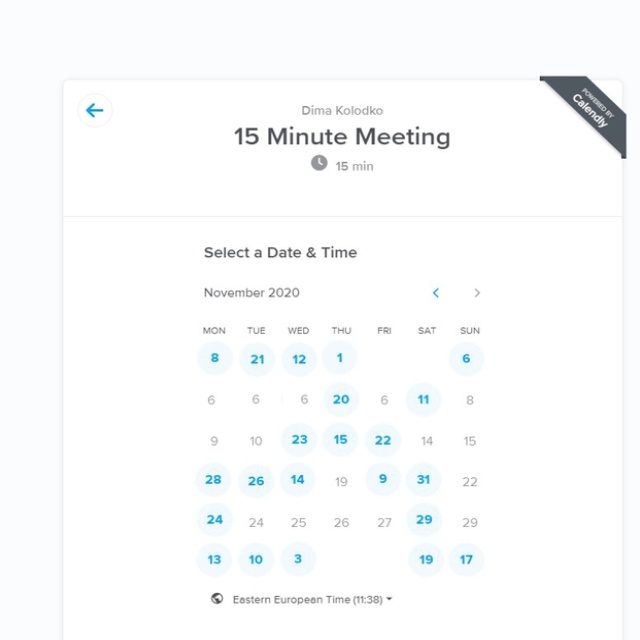 POWERED BY
Calendly
Dima Kolodko
15 Minute Meeting
15 min
Select a Date & Time
November 2020
MON TUE WED THU FRI SAT SUN
8 21 12 1 6
6 6 6 20 6 11 8
9 10 23 15 22 14 15
28 26 14 19 9 31 22
24 24 25 26 27 29 29
13 10 3 19 17
Eastern European Time (11:38)